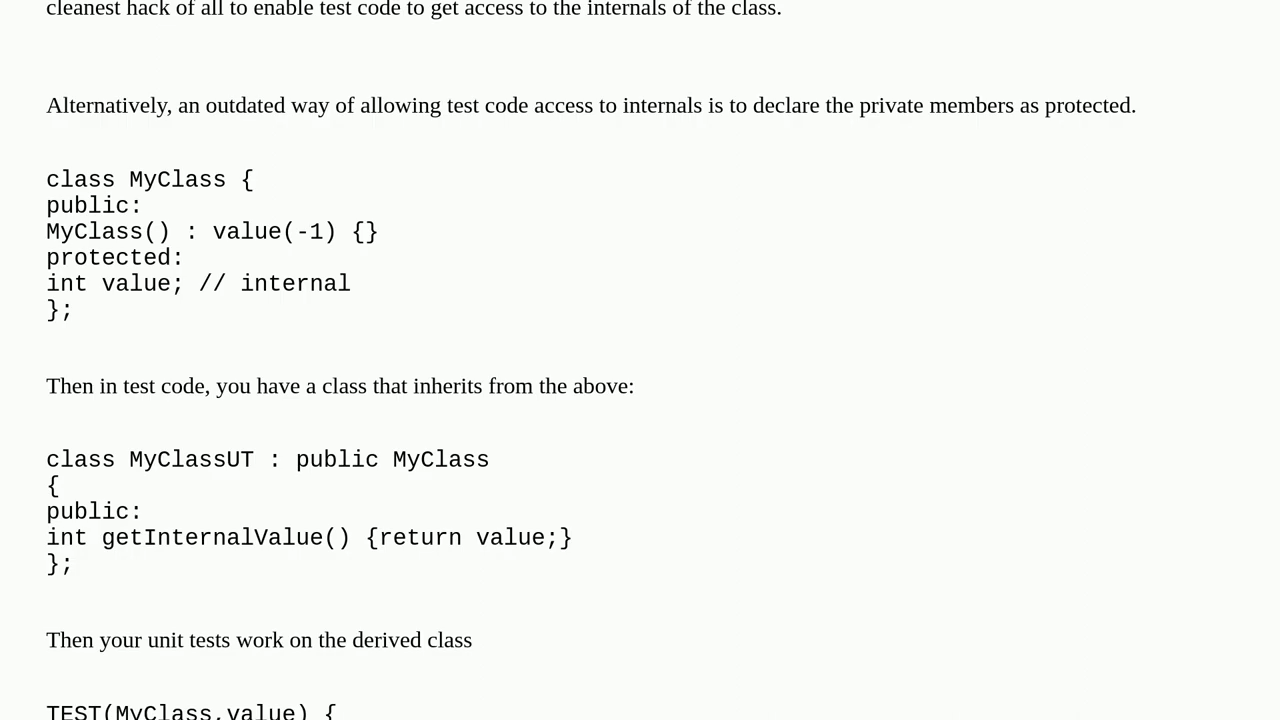 cleanest hack of all to enable test code to get access to the internals of the class.
Alternatively, an outdated way of allowing test code access to internals is to declare the private members as protected.
class MyClass {
public:
MyClass() : value(-1) {}
protected:
int value; // internal
};
Then in test code, you have a class that inherits from the above:
class MyClassUT : public MyClass
{
public:
int getInternalValue() {return value;}
};
Then your unit tests work on the derived class
TEST(MyClass,value) {